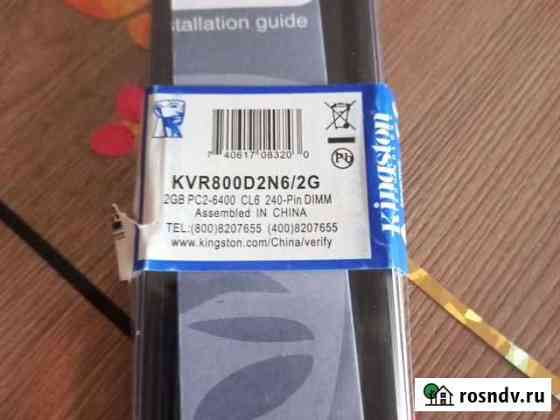 stallation guide
7 40617 08320 0
KVR800D2N6/2G
2GB PC2-6400 CL6 240-Pin DIMM
Assembled IN CHINA
TEL:(800)8207655 (400)8207655
www.kingston.com/China/verify
Pb
Kingston
rosndv.ru